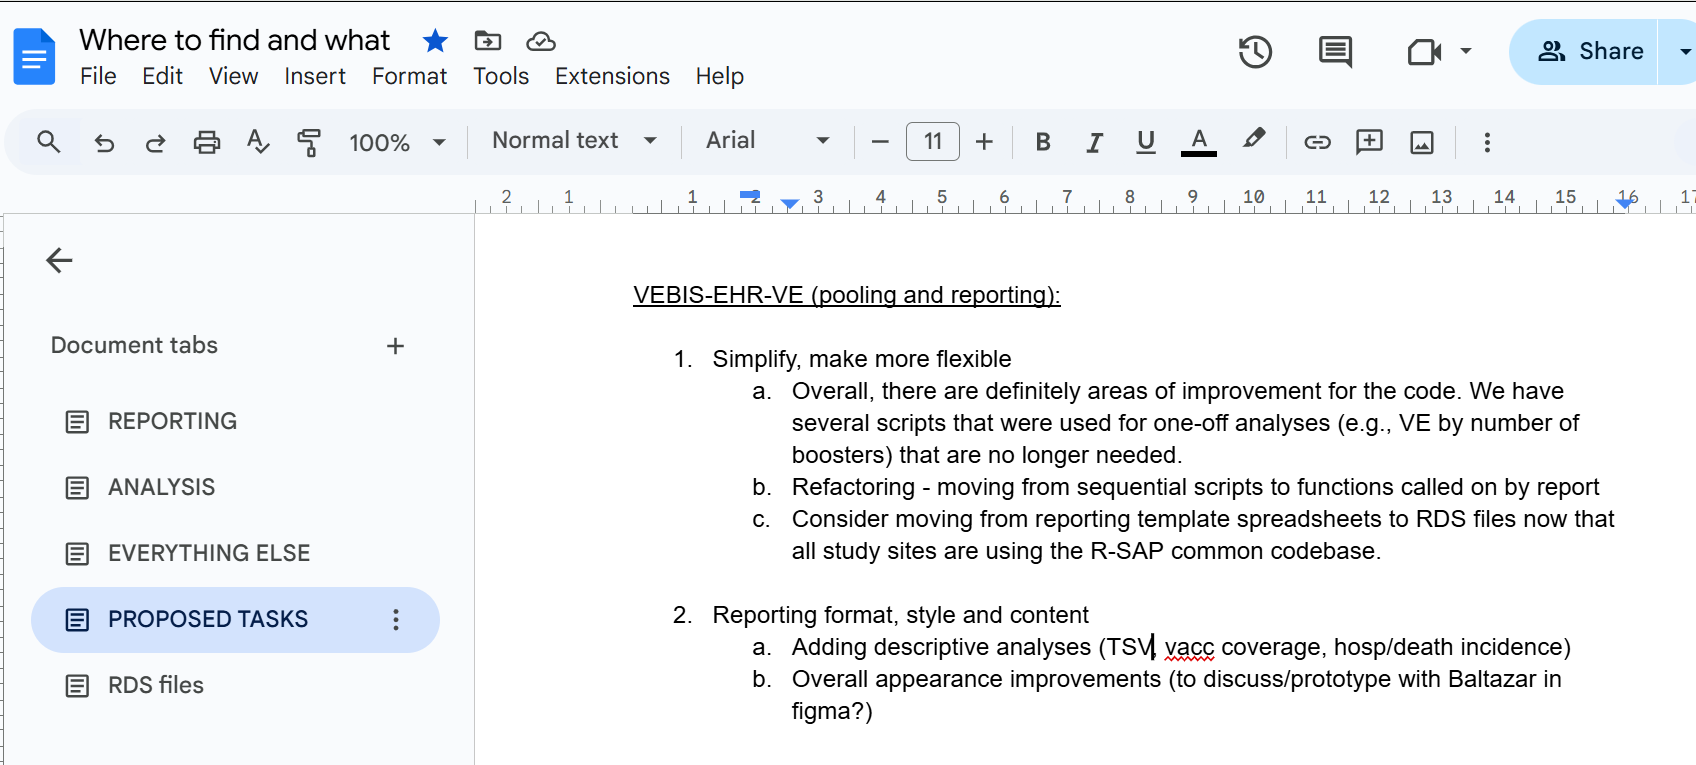 Where to find and what
File Edit View Insert Format Tools Extensions Help
Share
100% Normal text Arial 11 B I U A
2 1 1 2 3 4 5 6 7 8 9 10 11 12 13 14 15 16 17
Document tabs
REPORTING
ANALYSIS
EVERYTHING ELSE
PROPOSED TASKS
RDS files
VEBIS-EHR-VE (pooling and reporting):
1. Simplify, make more flexible
a. Overall, there are definitely areas of improvement for the code. We have
several scripts that were used for one-off analyses (e.g., VE by number of
boosters) that are no longer needed.
b. Refactoring - moving from sequential scripts to functions called on by report
c. Consider moving from reporting template spreadsheets to RDS files now that
all study sites are using the R-SAP common codebase.
2. Reporting format, style and content
a. Adding descriptive analyses (TSV, vacc coverage, hosp/death incidence)
b. Overall appearance improvements (to discuss/prototype with Baltazar in
figma?)